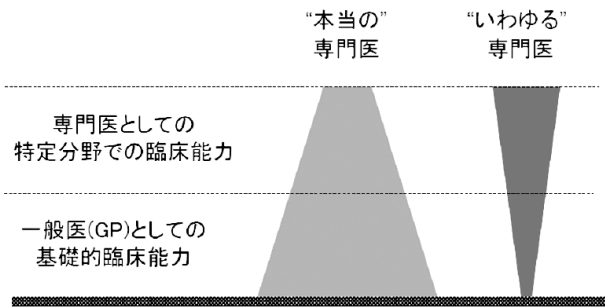 “本当の”
専門医
“いわゆる”
専門医
専門医としての
特定分野での臨床能力
一般医(GP)としての
基礎的臨床能力